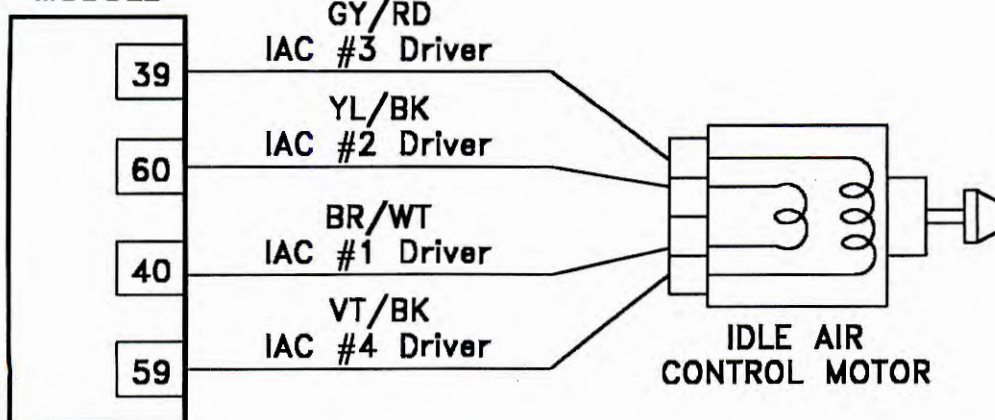 GY/RD
IAC #3 Driver
39
YL/BK
IAC #2 Driver
60
BR/WT
IAC #1 Driver
40
VT/BK
IAC #4 Driver
59
IDLE AIR
CONTROL MOTOR